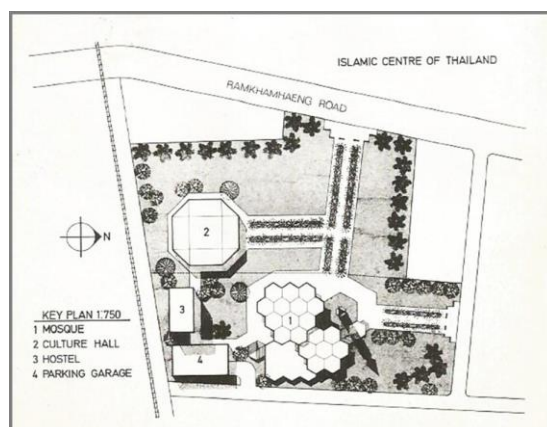 ISLAMIC CENTRE OF THAILAND
RAMKHAMHAENG ROAD
2
N
3
1
KEY PLAN 1:750
1 MOSQUE
2 CULTURE HALL
3 HOSTEL
4 PARKING GARAGE
4